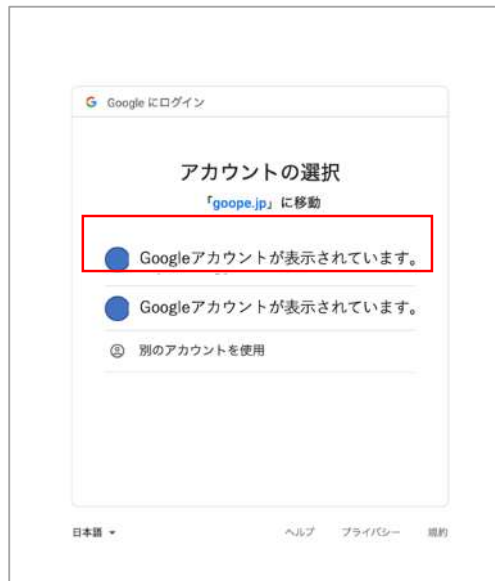 Google にログイン
アカウントの選択
「goope.jp」に移動
Googleアカウントが表示されています。
Googleアカウントが表示されています。
別のアカウントを使用
日本語
ヘルプ プライバシー 規約